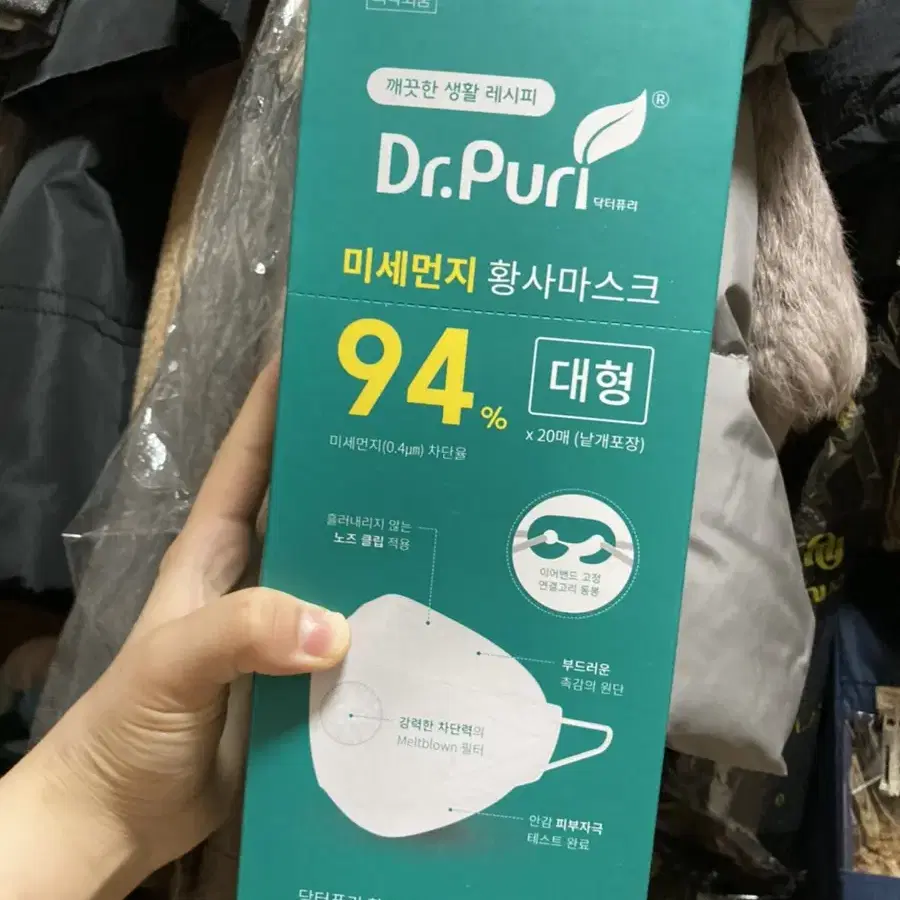 깨끗한 생활 레시피
Dr.Puri®
닥터퓨리
미세먼지 황사마스크
94%
대형
미세먼지(0.4㎛) 차단율
x 20매 (낱개포장)
흘러내리지 않는
노즈 클립 적용
이어밴드 고정
연결고리 동봉
부드러운
촉감의 원단
강력한 차단력의
Meltblown 필터
안감 피부자극
테스트 완료
닥터퓨리